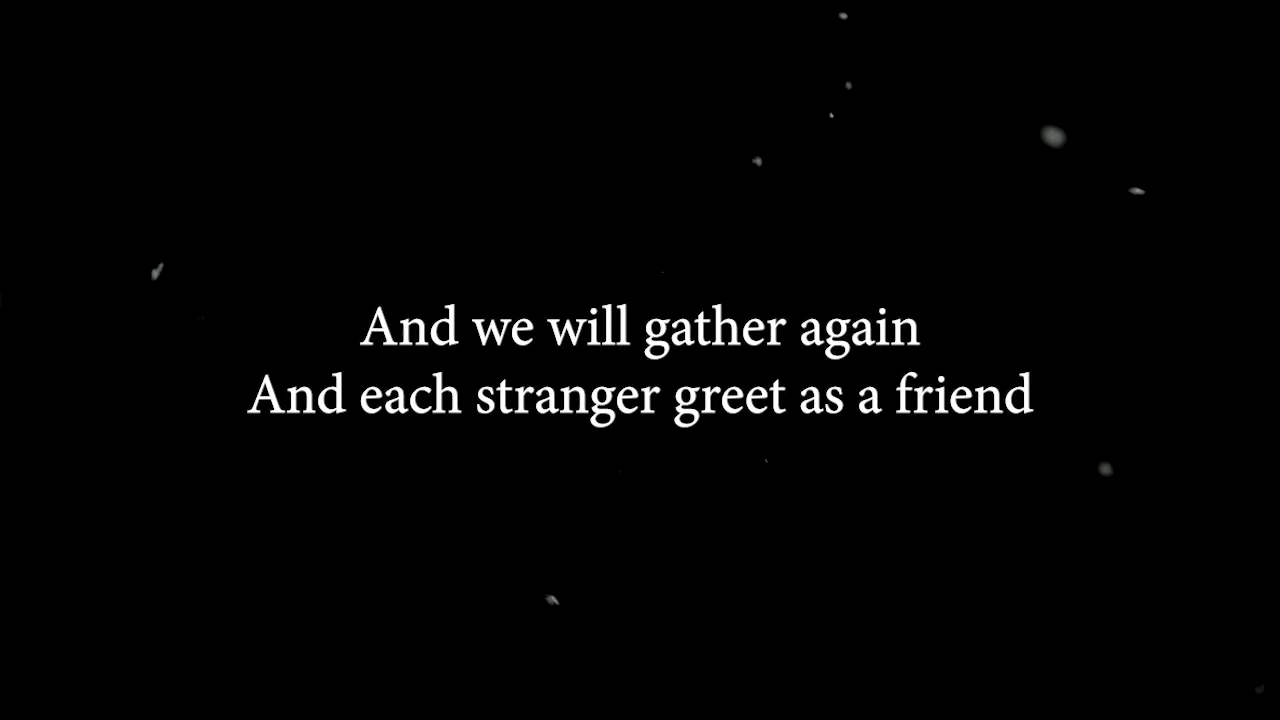 And we will gather again
And each stranger greet as a friend